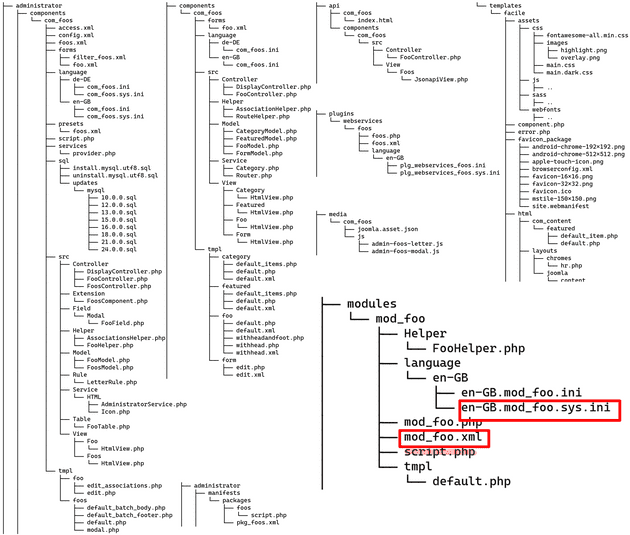 administrator
components
com_foos
access.xml
config.xml
foos.xml
forms
filter_foos.xml
foo.xml
language
de-DE
com_foos.ini
com_foos.sys.ini
en-GB
com_foos.ini
com_foos.sys.ini
presets
foos.xml
script.php
services
provider.php
sql
install.mysql.utf8.sql
uninstall.mysql.utf8.sql
updates
mysql
10.0.0.sql
12.0.0.sql
13.0.0.sql
15.0.0.sql
16.0.0.sql
18.0.0.sql
21.0.0.sql
24.0.0.sql
src
Controller
DisplayController.php
FooController.php
FoosController.php
Extension
FoosComponent.php
Field
Modal
FooField.php
Helper
AssociationsHelper.php
FooHelper.php
Model
FooModel.php
FoosModel.php
Rule
LetterRule.php
Service
HTML
AdministratorService.php
Icon.php
Table
FooTable.php
View
Foo
HtmlView.php
Foos
HtmlView.php
tmpl
foo
edit_associations.php
edit.php
foos
default_batch_body.php
default_batch_footer.php
default.php
modal.php
components
com_foos
forms
foo.xml
language
de-DE
com_foos.ini
en-GB
com_foos.ini
src
Controller
DisplayController.php
FooController.php
Helper
AssociationHelper.php
RouteHelper.php
Model
CategoryModel.php
FeaturedModel.php
FooModel.php
FormModel.php
Service
Category.php
Router.php
View
Category
HtmlView.php
Featured
HtmlView.php
Foo
HtmlView.php
Form
HtmlView.php
tmpl
category
default_items.php
default.php
default.xml
featured
default_items.php
default.php
default.xml
foo
default.php
default.xml
withheadandfoot.php
withhead.php
withhead.xml
form
edit.php
edit.xml
administrator
manifests
packages
foos
script.php
pkg_foos.xml
api
com_foos
index.html
components
com_foos
src
Controller
FooController.php
View
Foos
JsonapiView.php
plugins
webservices
foos
foos.php
foos.xml
language
en-GB
plg_webservices_foos.ini
plg_webservices_foos.sys.ini
media
com_foos
joomla.asset.json
js
admin-foos-letter.js
admin-foos-modal.js
templates
facile
assets
css
fontawesome-all.min.css
images
highlight.png
overlay.png
main.css
main.dark.css
js
..
sass
..
webfonts
..
component.php
error.php
favicon_package
android-chrome-192×192.png
android-chrome-512×512.png
apple-touch-icon.png
browserconfig.xml
favicon-16×16.png
favicon-32×32.png
favicon.ico
mstile-150×150.png
site.webmanifest
html
com_content
featured
default_item.php
default.php
layouts
chromes
hr.php
joomla
content
modules
mod_foo
Helper
FooHelper.php
language
en-GB
en-GB.mod_foo.ini
en-GB.mod_foo.sys.ini
mod_foo.php
mod_foo.xml
script.php
tmpl
default.php